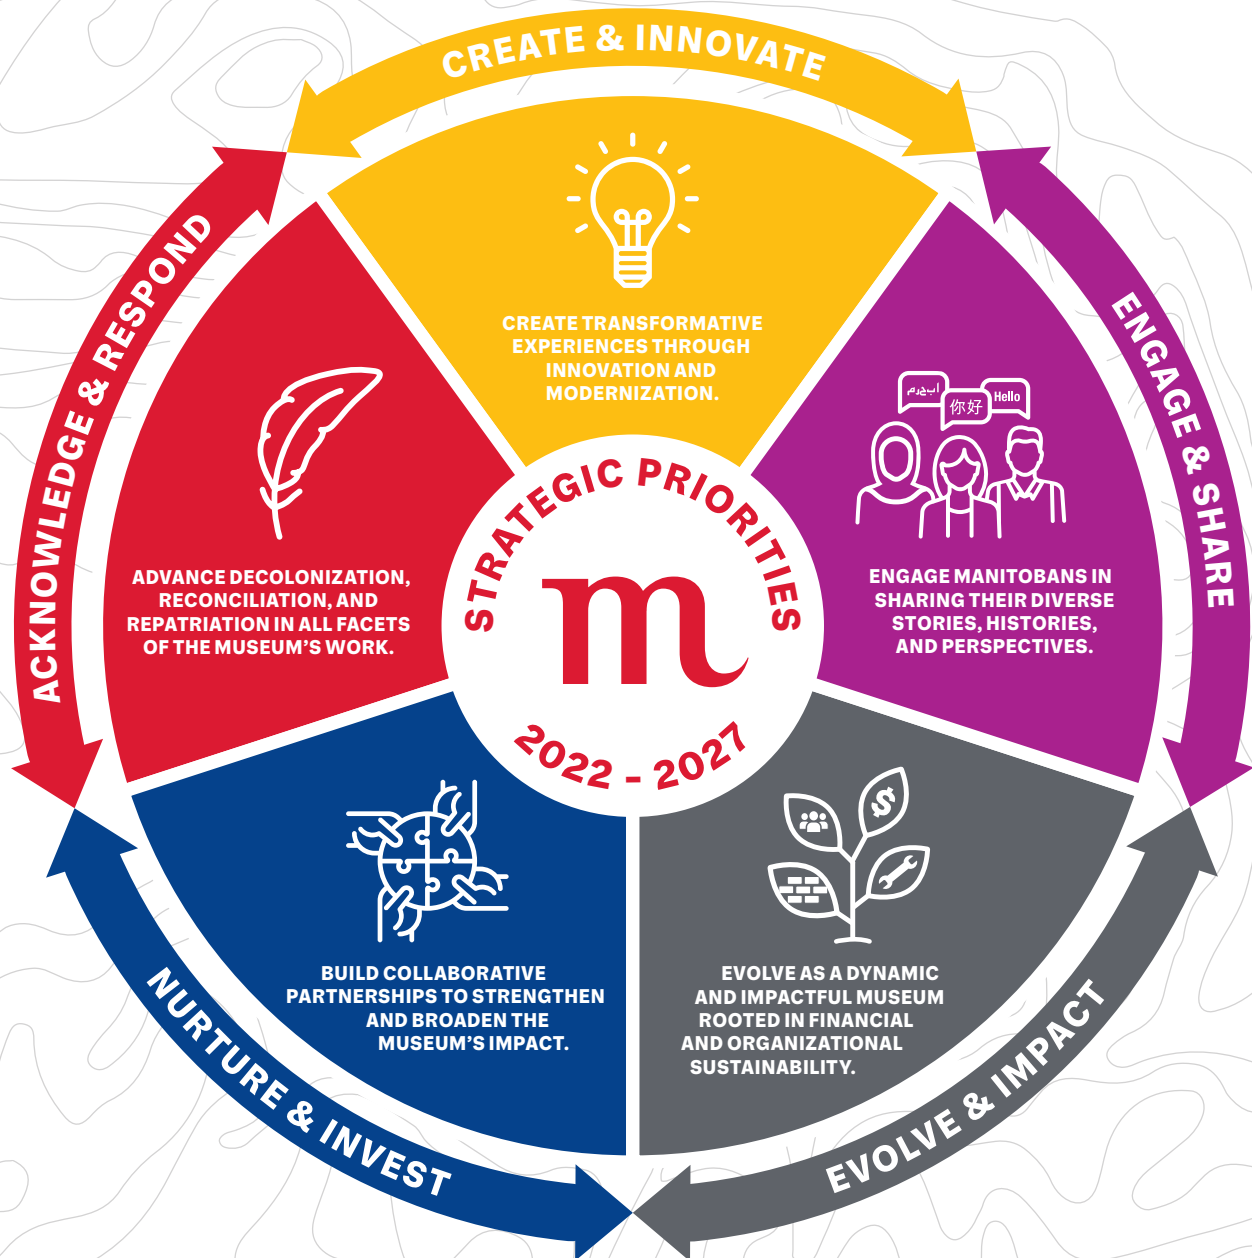 CREATE & INNOVATE
CREATE TRANSFORMATIVE
EXPERIENCES THROUGH
INNOVATION AND
MODERNIZATION.
ENGAGE & SHARE
你好
Hello
ENGAGE MANITOBANS IN
SHARING THEIR DIVERSE
STORIES, HISTORIES,
AND PERSPECTIVES.
EVOLVE & IMPACT
$
EVOLVE AS A DYNAMIC
AND IMPACTFUL MUSEUM
ROOTED IN FINANCIAL
AND ORGANIZATIONAL
SUSTAINABILITY.
NURTURE & INVEST
BUILD COLLABORATIVE
PARTNERSHIPS TO STRENGTHEN
AND BROADEN THE
MUSEUM'S IMPACT.
ACKNOWLEDGE & RESPOND
ADVANCE DECOLONIZATION,
RECONCILIATION, AND
REPATRIATION IN ALL FACETS
OF THE MUSEUM'S WORK.
STRATEGIC PRIORITIES
m
2022 - 2027